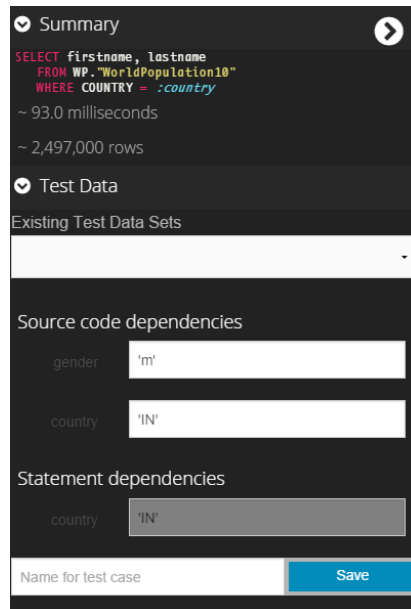 Summary
SELECT firstname, lastname
FROM WP."WorldPopulation10"
WHERE COUNTRY = :country
~ 93.0 milliseconds
~ 2,497,000 rows
Test Data
Existing Test Data Sets
Source code dependencies
gender 'm'
country 'IN'
Statement dependencies
country 'IN'
Name for test case Save